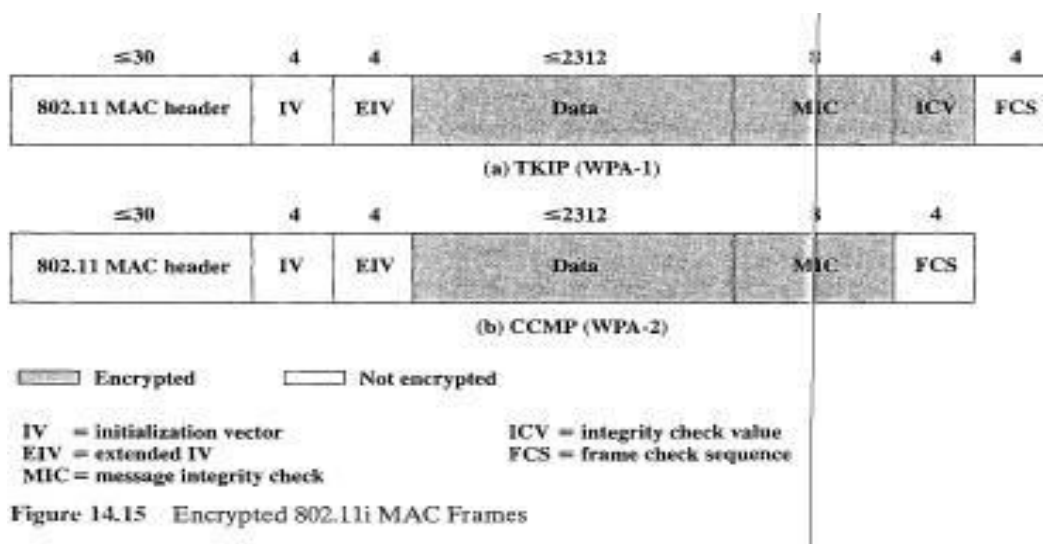 ≤30 4 4 ≤2312 8 4 4
802.11 MAC header IV EIV Data MIC ICV FCS
(a) TKIP (WPA-1)
≤30 4 4 ≤2312 8 4
802.11 MAC header IV EIV Data MIC FCS
(b) CCMP (WPA-2)
Encrypted Not encrypted
IV = initialization vector
EIV = extended IV
MIC = message integrity check
ICV = integrity check value
FCS = frame check sequence
Figure 14.15 Encrypted 802.11i MAC Frames